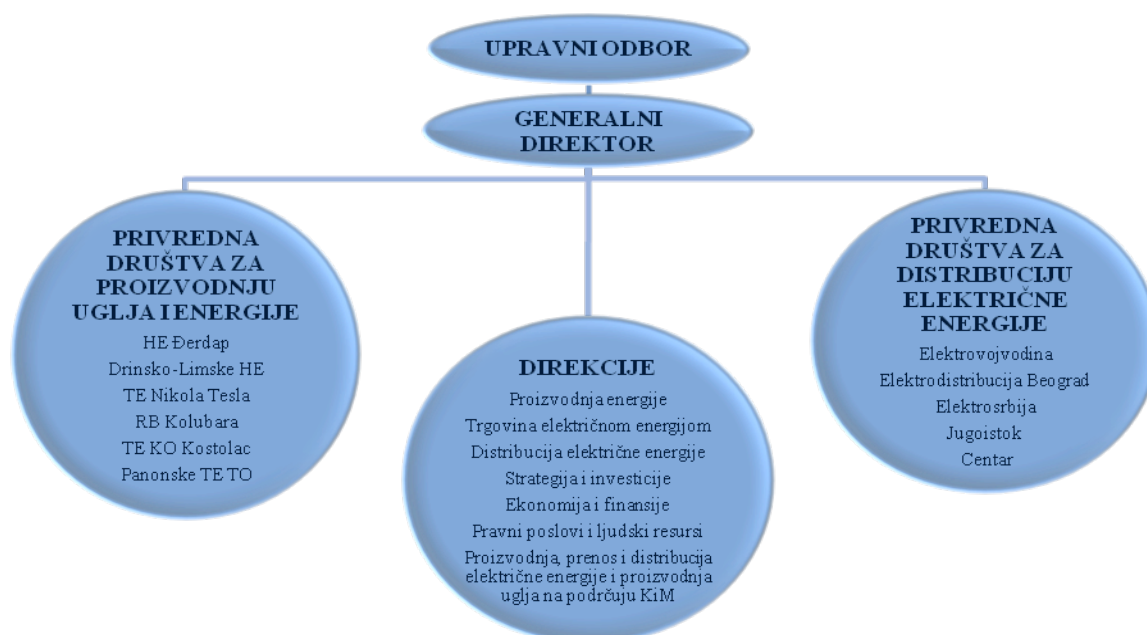 UPRAVNI ODBOR
GENERALNI
DIREKTOR
PRIVREDNA
DRUŠTVA ZA
PROIZVODNJU
UGLJA I ENERGIJE
HE Đerdap
Drinsko-Limske HE
TE Nikola Tesla
RB Kolubara
TE KO Kostolac
Panonske TE TO
DIREKCIJE
Proizvodnja energije
Trgovina električnom energijom
Distribucija električne energije
Strategija i investicije
Ekonomija i finansije
Pravni poslovi i ljudski resursi
Proizvodnja, prenos i distribucija
električne energije i proizvodnja
uglja na području KiM
PRIVREDNA
DRUŠTVA ZA
DISTRIBUCIJU
ELEKTRIČNE
ENERGIJE
Elektrovojvodina
Elektrodistribucija Beograd
Elektrosrbija
Jugoistok
Centar